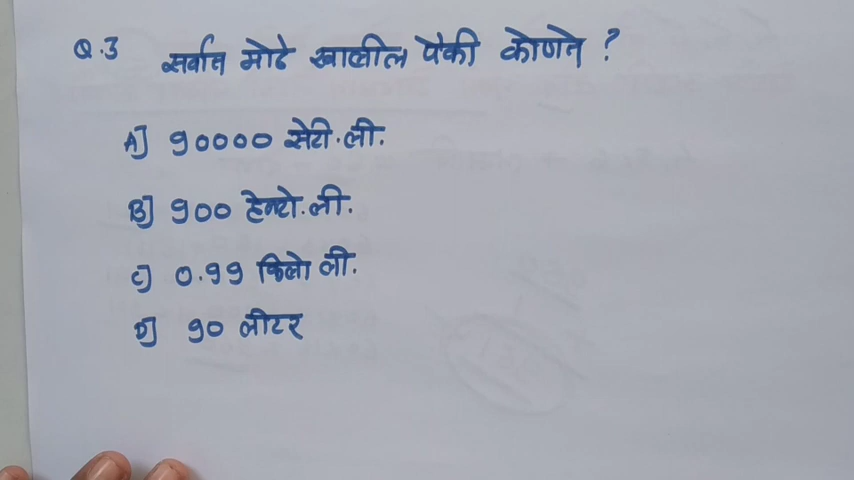 Q.3 सर्वात मोठे खालील पैकी कोणते ?
A] १०००० सेंटी.ली.
B] १०० हेक्टो.ली.
C] ०.११ किलो ली.
D] १० लीटर